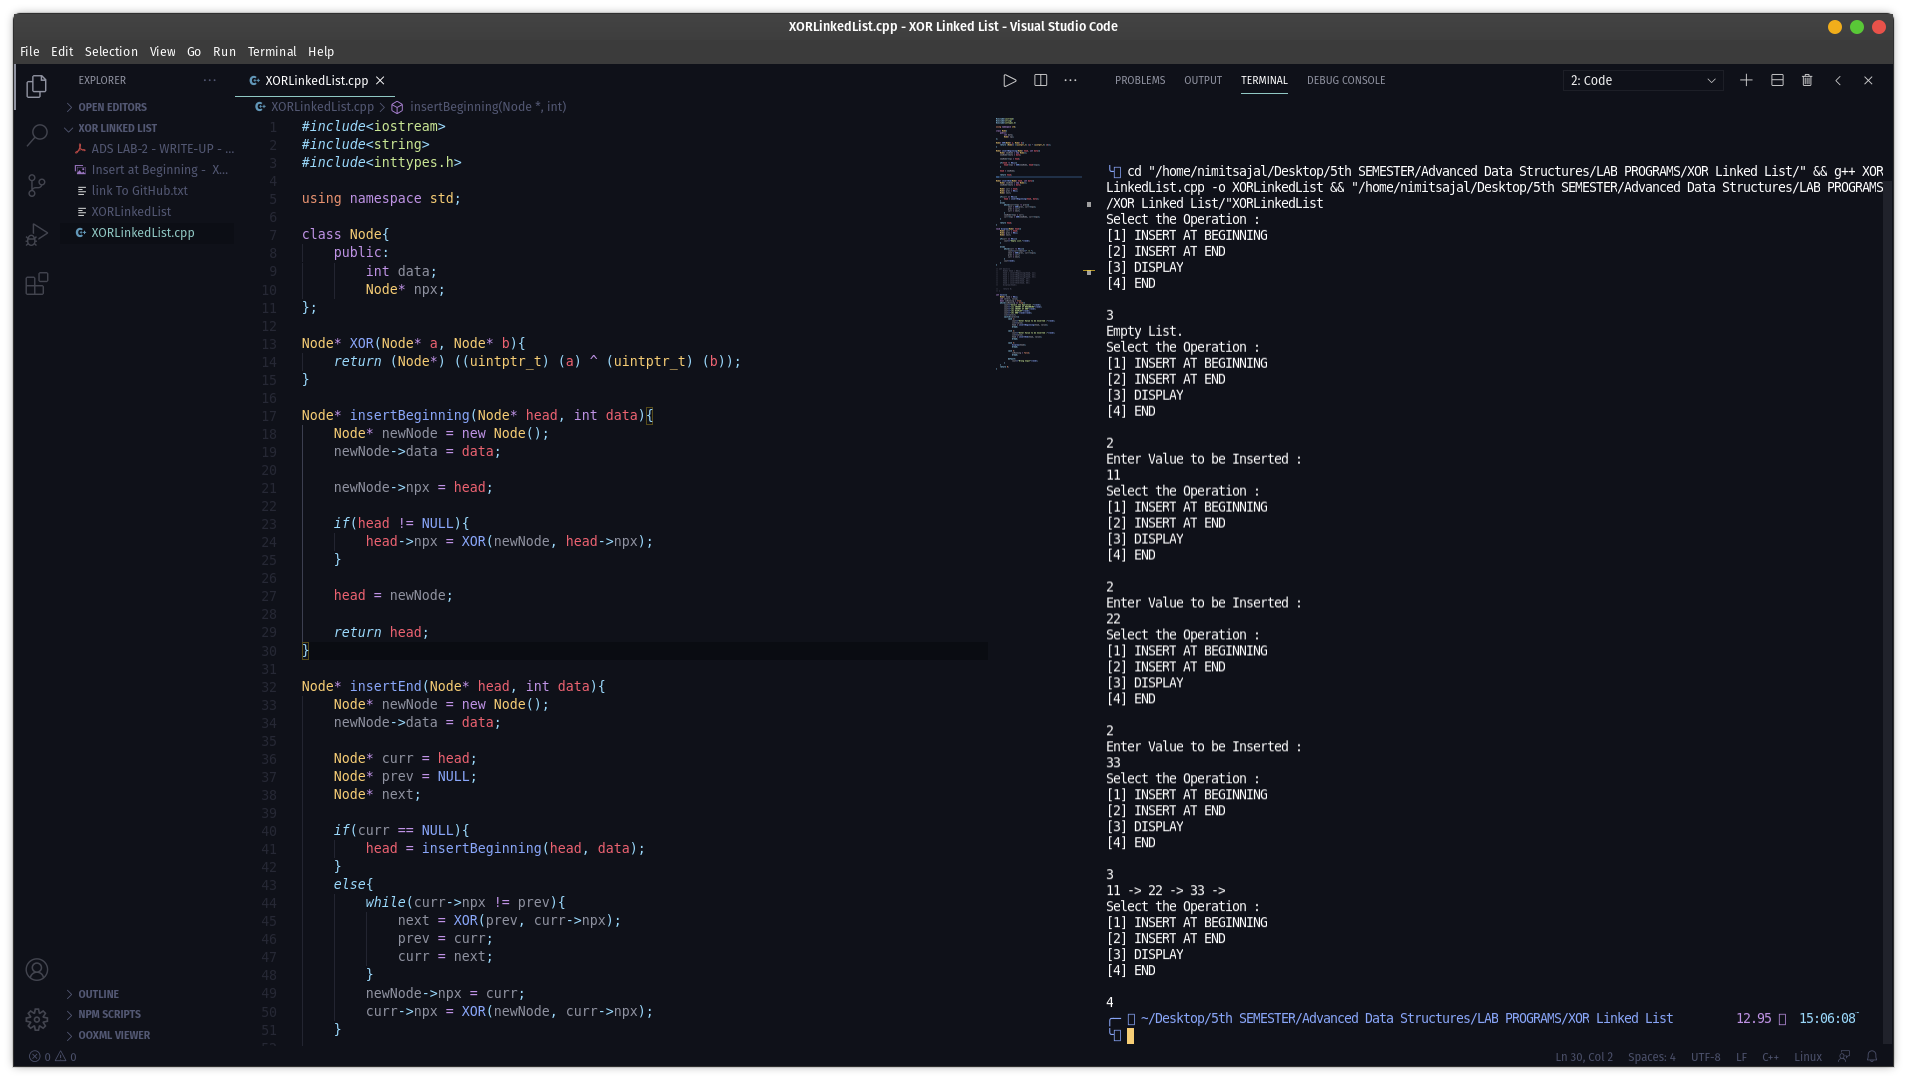 XORLinkedList.cpp - XOR Linked List - Visual Studio Code
File Edit Selection View Go Run Terminal Help
EXPLORER
OPEN EDITORS
XOR LINKED LIST
ADS LAB-2 - WRITE-UP - ...
Insert at Beginning - X...
link To GitHub.txt
XORLinkedList
XORLinkedList.cpp
OUTLINE
NPM SCRIPTS
OOXML VIEWER
XORLinkedList.cpp
XORLinkedList.cpp > insertBeginning(Node *, int)
1 #include<iostream>
2 #include<string>
3 #include<inttypes.h>
4
5 using namespace std;
6
7 class Node{
8 public:
9 int data;
10 Node* npx;
11 };
12
13 Node* XOR(Node* a, Node* b){
14 return (Node*) ((uintptr_t) (a) ^ (uintptr_t) (b));
15 }
16
17 Node* insertBeginning(Node* head, int data){
18 Node* newNode = new Node();
19 newNode->data = data;
20
21 newNode->npx = head;
22
23 if(head != NULL){
24 head->npx = XOR(newNode, head->npx);
25 }
26
27 head = newNode;
28
29 return head;
30 }
31
32 Node* insertEnd(Node* head, int data){
33 Node* newNode = new Node();
34 newNode->data = data;
35
36 Node* curr = head;
37 Node* prev = NULL;
38 Node* next;
39
40 if(curr == NULL){
41 head = insertBeginning(head, data);
42 }
43 else{
44 while(curr->npx != prev){
45 next = XOR(prev, curr->npx);
46 prev = curr;
47 curr = next;
48 }
49 newNode->npx = curr;
50 curr->npx = XOR(newNode, curr->npx);
51 }
PROBLEMS OUTPUT TERMINAL DEBUG CONSOLE
2: Code
cd "/home/nimitsajal/Desktop/5th SEMESTER/Advanced Data Structures/LAB PROGRAMS/XOR Linked List/" && g++ XOR
LinkedList.cpp -o XORLinkedList && "/home/nimitsajal/Desktop/5th SEMESTER/Advanced Data Structures/LAB PROGRAMS
/XOR Linked List/"XORLinkedList
Select the Operation :
[1] INSERT AT BEGINNING
[2] INSERT AT END
[3] DISPLAY
[4] END
3
Empty List.
Select the Operation :
[1] INSERT AT BEGINNING
[2] INSERT AT END
[3] DISPLAY
[4] END
2
Enter Value to be Inserted :
11
Select the Operation :
[1] INSERT AT BEGINNING
[2] INSERT AT END
[3] DISPLAY
[4] END
2
Enter Value to be Inserted :
22
Select the Operation :
[1] INSERT AT BEGINNING
[2] INSERT AT END
[3] DISPLAY
[4] END
2
Enter Value to be Inserted :
33
Select the Operation :
[1] INSERT AT BEGINNING
[2] INSERT AT END
[3] DISPLAY
[4] END
3
11 -> 22 -> 33 ->
Select the Operation :
[1] INSERT AT BEGINNING
[2] INSERT AT END
[3] DISPLAY
[4] END
4
~/Desktop/5th SEMESTER/Advanced Data Structures/LAB PROGRAMS/XOR Linked List 12.95 15:06:08
0 0
Ln 30, Col 2 Spaces: 4 UTF-8 LF C++ Linux